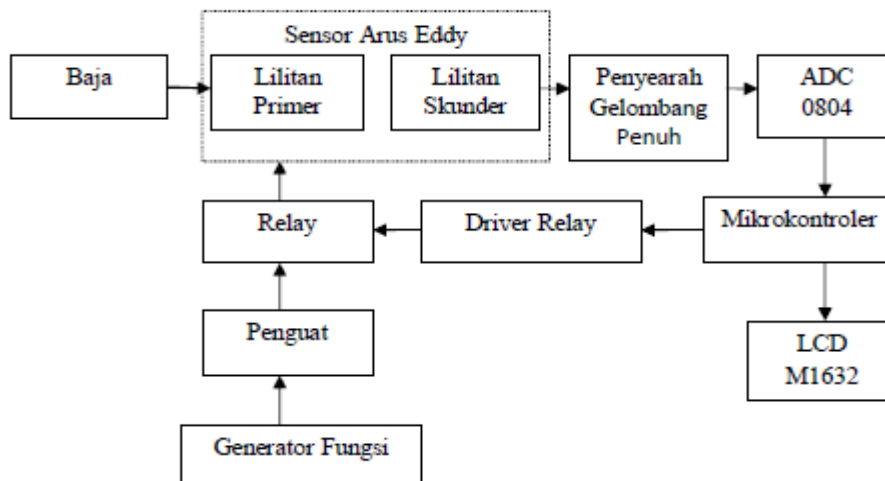 Sensor Arus Eddy
Baja
Lilitan
Primer
Lilitan
Skunder
Penyearah
Gelombang
Penuh
ADC
0804
Relay
Driver Relay
Mikrokontroler
Penguat
LCD
M1632
Generator Fungsi